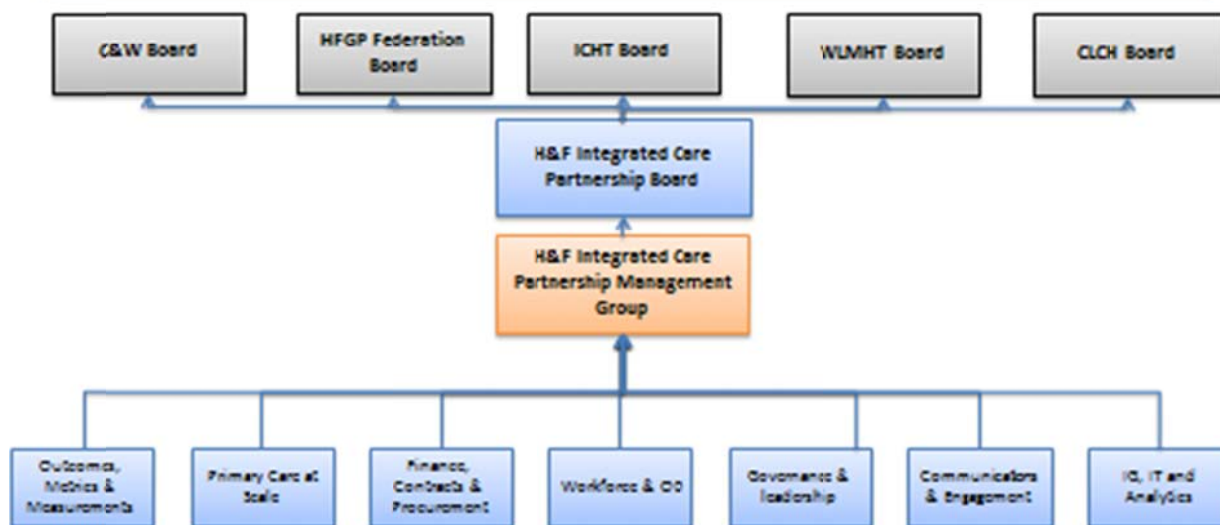 C&W Board
HFGP Federation
Board
ICHT Board
WLMHT Board
CLCH Board
H&F Integrated Care
Partnership Board
H&F Integrated Care
Partnership Management
Group
Outcomes,
Metrics &
Measurements
Primary Care at
Scale
Finance,
Contracts &
Procurement
Workforce & OD
Governance &
leadership
Communicators
& Engagement
IG, IT and
Analytics